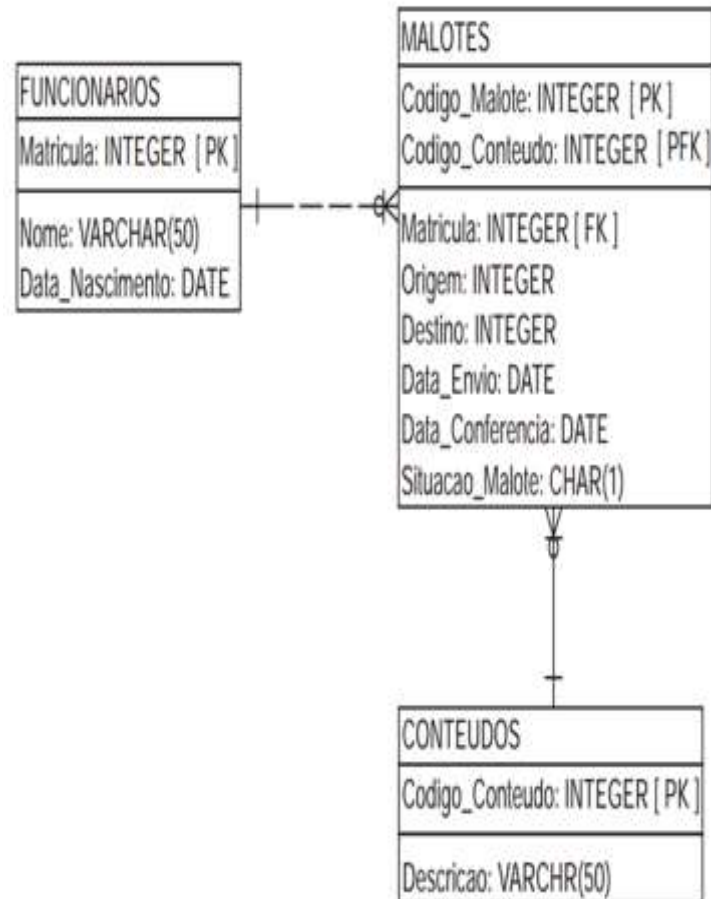 FUNCIONARIOS
Matricula: INTEGER [ PK ]
Nome: VARCHAR(50)
Data_Nascimento: DATE
MALOTES
Codigo_Malote: INTEGER [ PK ]
Codigo_Conteudo: INTEGER [ PFK ]
Matricula: INTEGER [ FK ]
Origem: INTEGER
Destino: INTEGER
Data_Envio: DATE
Data_Conferencia: DATE
Situacao_Malote: CHAR(1)
CONTEUDOS
Codigo_Conteudo: INTEGER [ PK ]
Descricao: VARCHR(50)